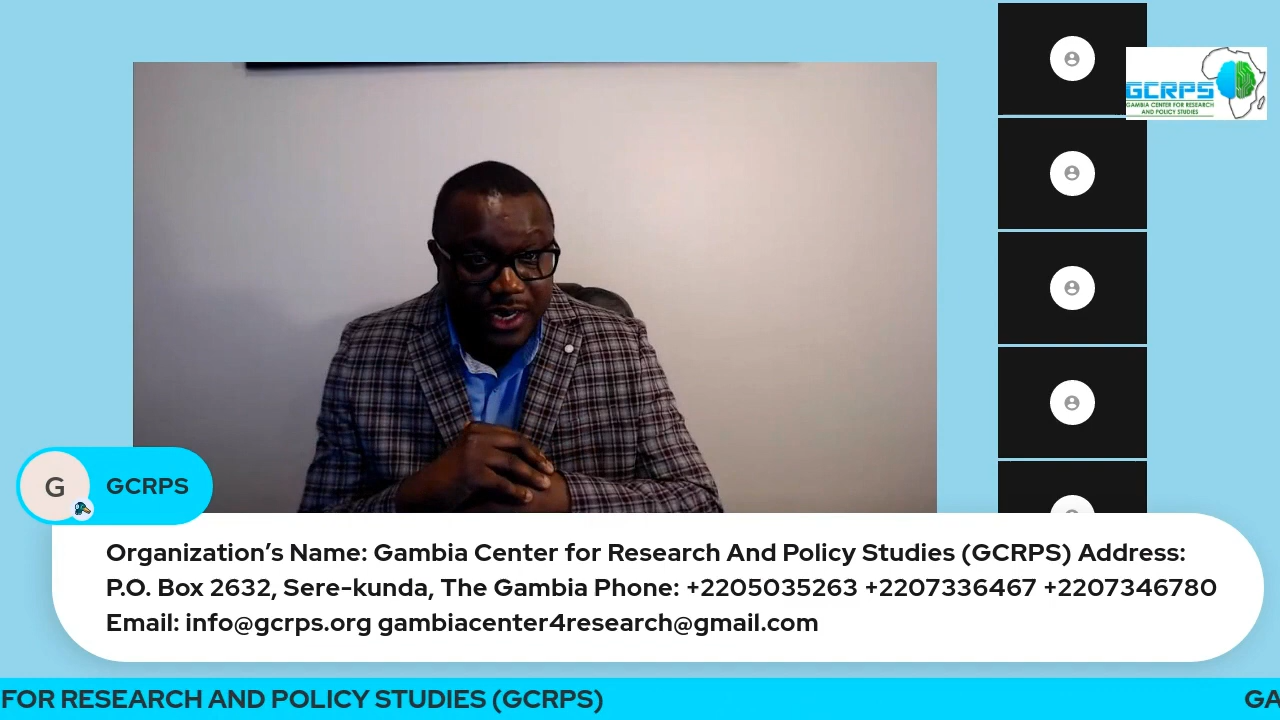 GCRPS
GAMBIA CENTER FOR RESEARCH
AND POLICY STUDIES
G
GCRPS
Organization’s Name: Gambia Center for Research And Policy Studies (GCRPS) Address:
P.O. Box 2632, Sere-kunda, The Gambia Phone: +2205035263 +2207336467 +2207346780
Email: info@gcrps.org gambiacenter4research@gmail.com
FOR RESEARCH AND POLICY STUDIES (GCRPS)
GA